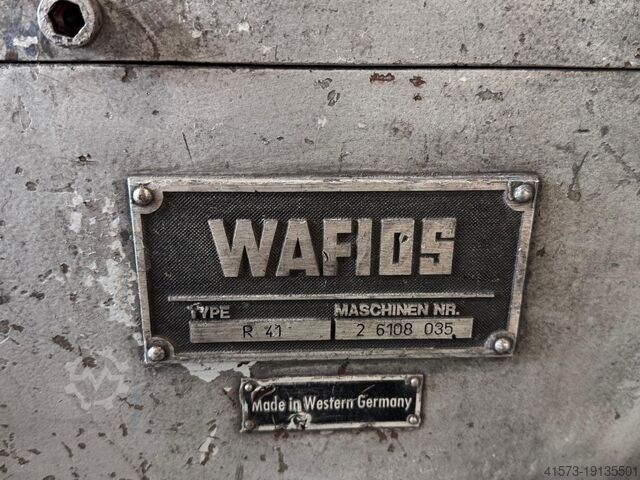 WAFIOS
TYPE MASCHINEN NR.
R 41 2 6108 035
Made in Western Germany
41573-19135501